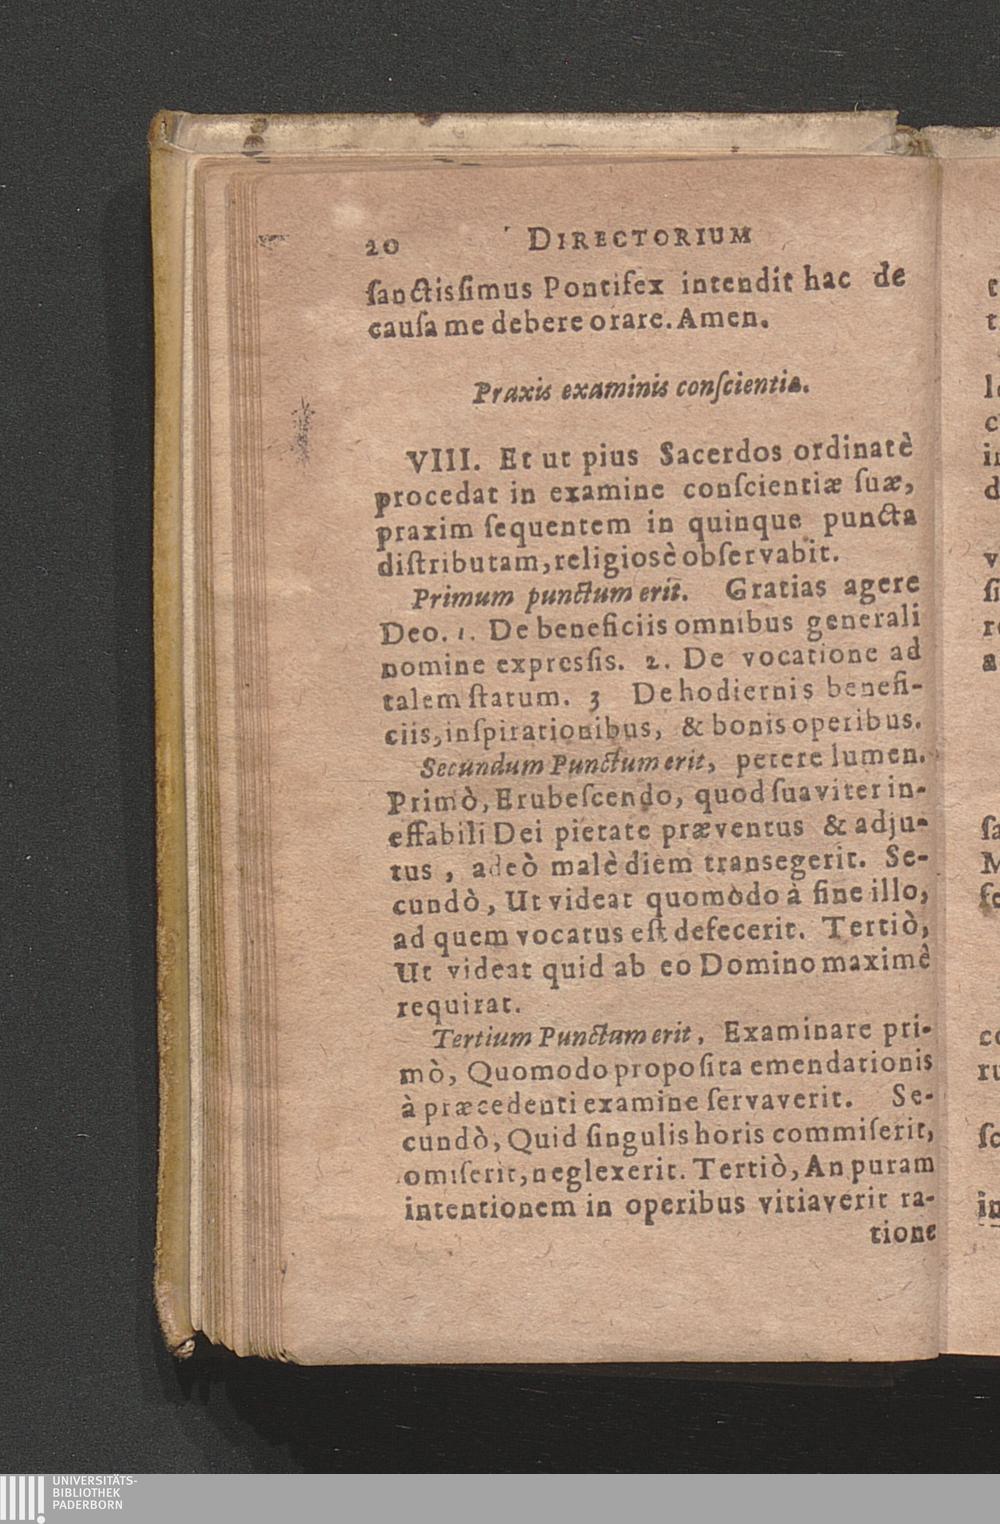 20 DIRECTORIUM
ſanctisſimus Pontifex intendit hac de
cauſa me debere orare. Amen.
Praxis examinis conſcientiæ.
VIII. Et ut pius Sacerdos ordinatè
procedat in examine conſcientiæ ſuæ,
praxim ſequentem in quinque puncta
diſtributam, religiosè obſervabit.
Primum punctum erit. Gratias agere
Deo. 1. De beneficiis omnibus generali
nomine expresſis. 2. De vocatione ad
talem ſtatum. 3 De hodiernis benefi-
ciis, inſpirationibus, & bonis operibus.
Secundum Punctum erit, petere lumen.
Primò, Erubeſcendo, quod ſuaviter in-
effabili Dei pietate præventus & adju-
tus, adeò malè diem transegerit. Se-
cundò, Ut videat quomòdo à fine illo,
ad quem vocatus eſt defecerit. Tertiò,
Ut videat quid ab eo Domino maximê
requirat.
Tertium Punctum erit, Examinare pri-
mò, Quomodo propoſita emendationis
à præcedenti examine ſervaverit. Se-
cundò, Quid ſingulis horis commiſerit,
omiſerit, neglexerit. Tertiò, An puram
intentionem in operibus vitiaverit ra-
tione
UNIVERSITÄTS-
BIBLIOTHEK
PADERBORN